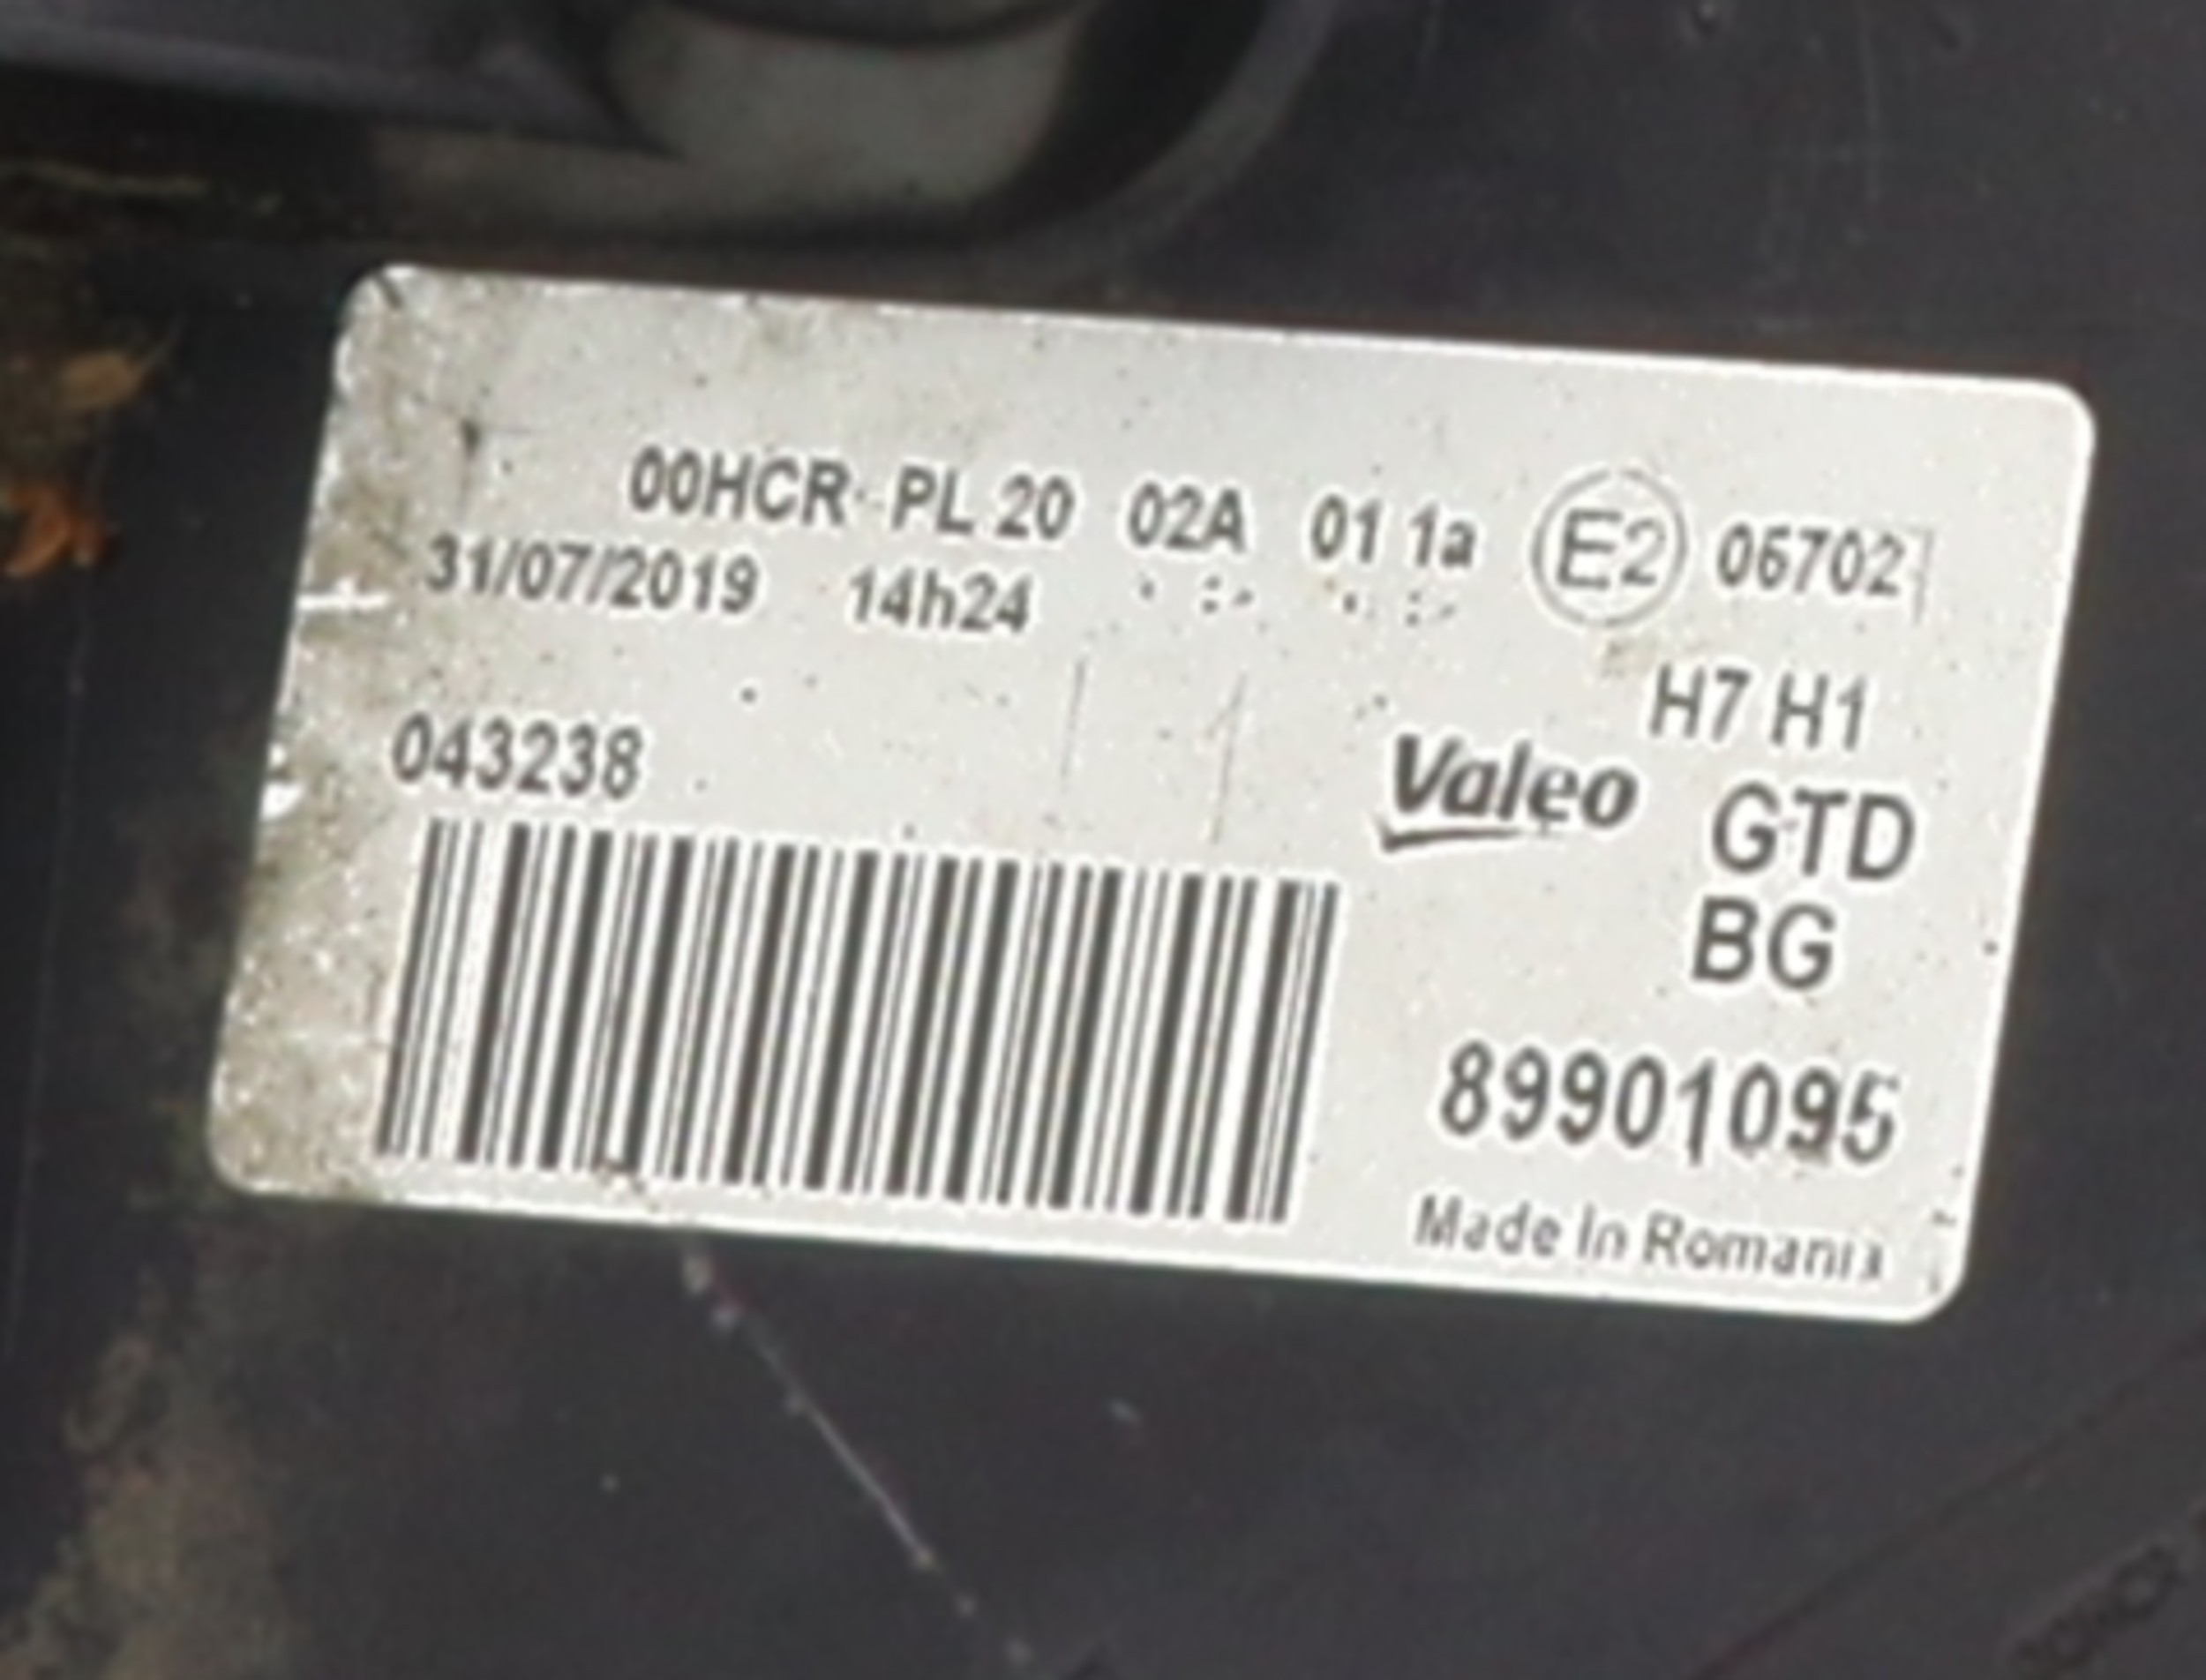 00HCR PL 20 02A 01 1a E2 06702
31/07/2019 14h24
H7 H1
043238
Valeo GTD
BG
89901095
Made in Romania